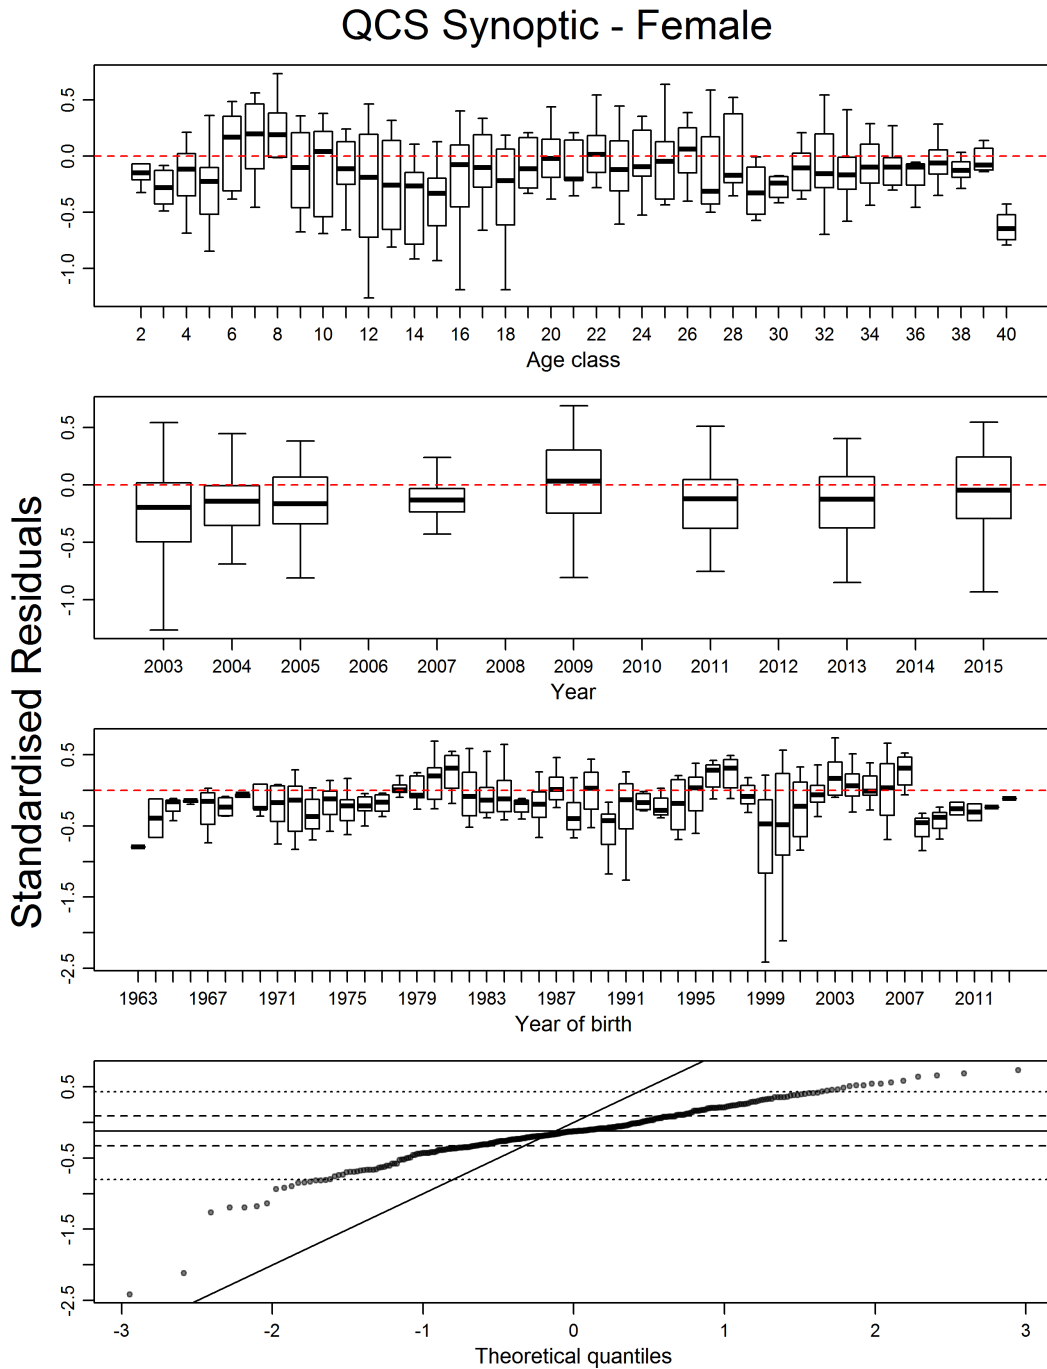 QCS Synoptic - Female
Standardised Residuals
0.5
0.0
-0.5
-1.0
2 4 6 8 10 12 14 16 18 20 22 24 26 28 30 32 34 36 38 40
Age class
0.5
0.0
-0.5
-1.0
2003 2004 2005 2006 2007 2008 2009 2010 2011 2012 2013 2014 2015
Year
0.5
-0.5
-1.5
-2.5
1963 1967 1971 1975 1979 1983 1987 1991 1995 1999 2003 2007 2011
Year of birth
0.5
-0.5
-1.5
-2.5
-3 -2 -1 0 1 2 3
Theoretical quantiles